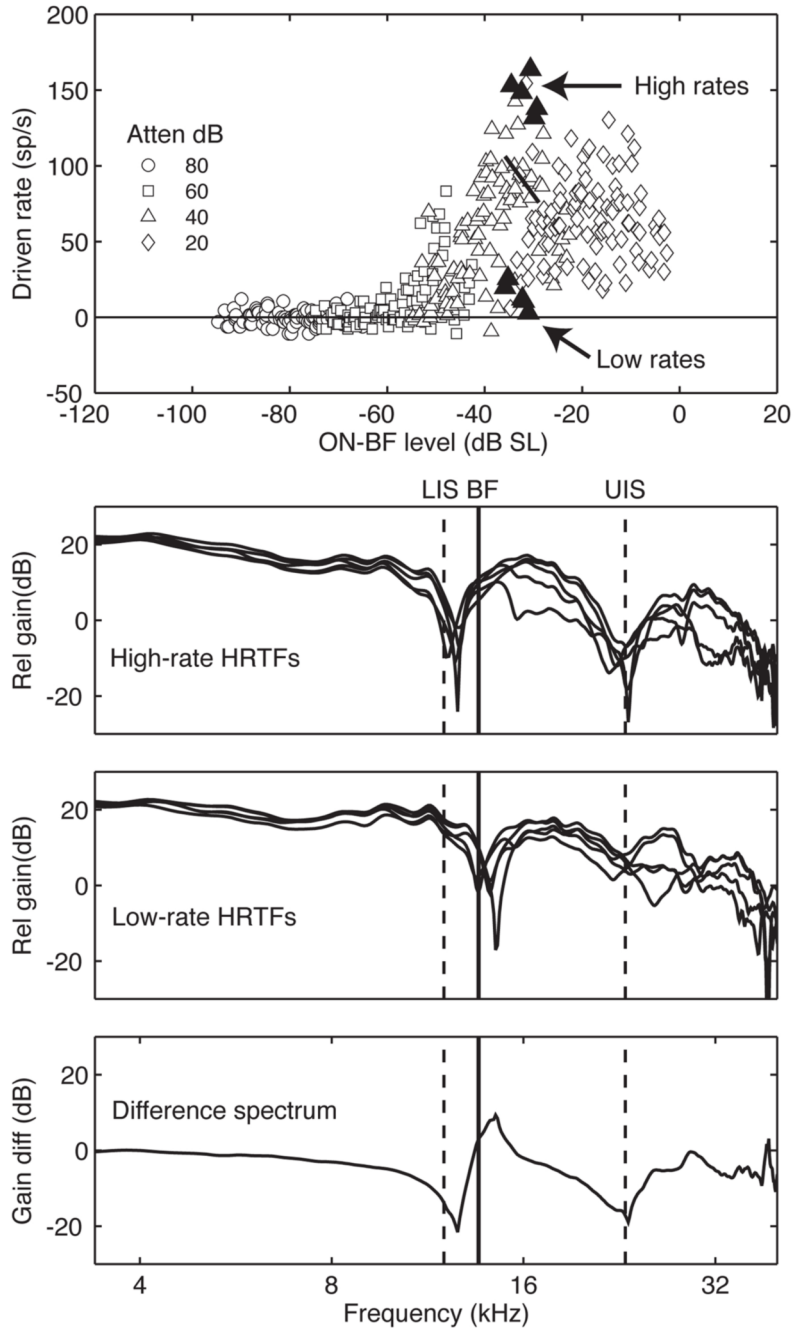 200
150
100
50
0
-50
Driven rate (sp/s)
Atten dB
80
60
40
20
High rates
Low rates
-120 -100 -80 -60 -40 -20 0 20
ON-BF level (dB SL)
LIS BF UIS
20
0
-20
Rel gain(dB)
High-rate HRTFs
20
0
-20
Rel gain(dB)
Low-rate HRTFs
20
0
-20
Gain diff (dB)
Difference spectrum
4 8 16 32
Frequency (kHz)